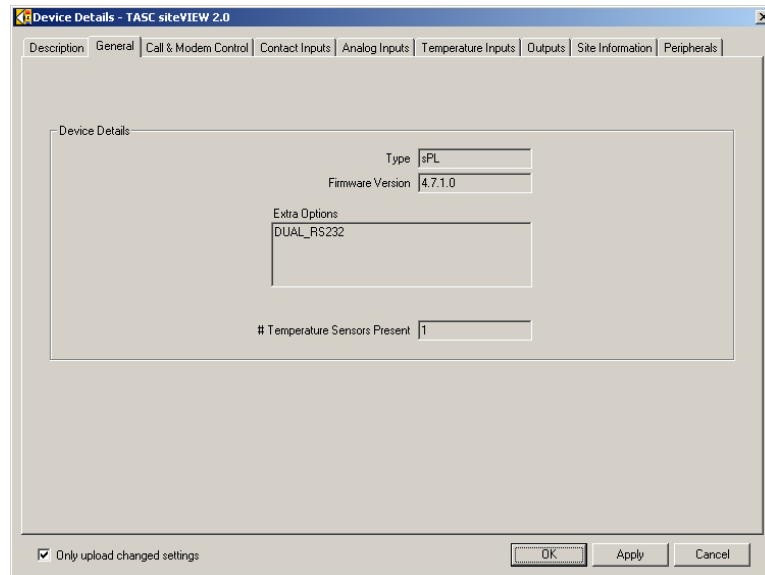 Device Details - TASC siteVIEW 2.0
Description General Call & Modem Control Contact Inputs Analog Inputs Temperature Inputs Outputs Site Information Peripherals
Device Details
Type sPL
Firmware Version 4.7.1.0
Extra Options
DUAL_RS232
# Temperature Sensors Present 1
Only upload changed settings OK Apply Cancel